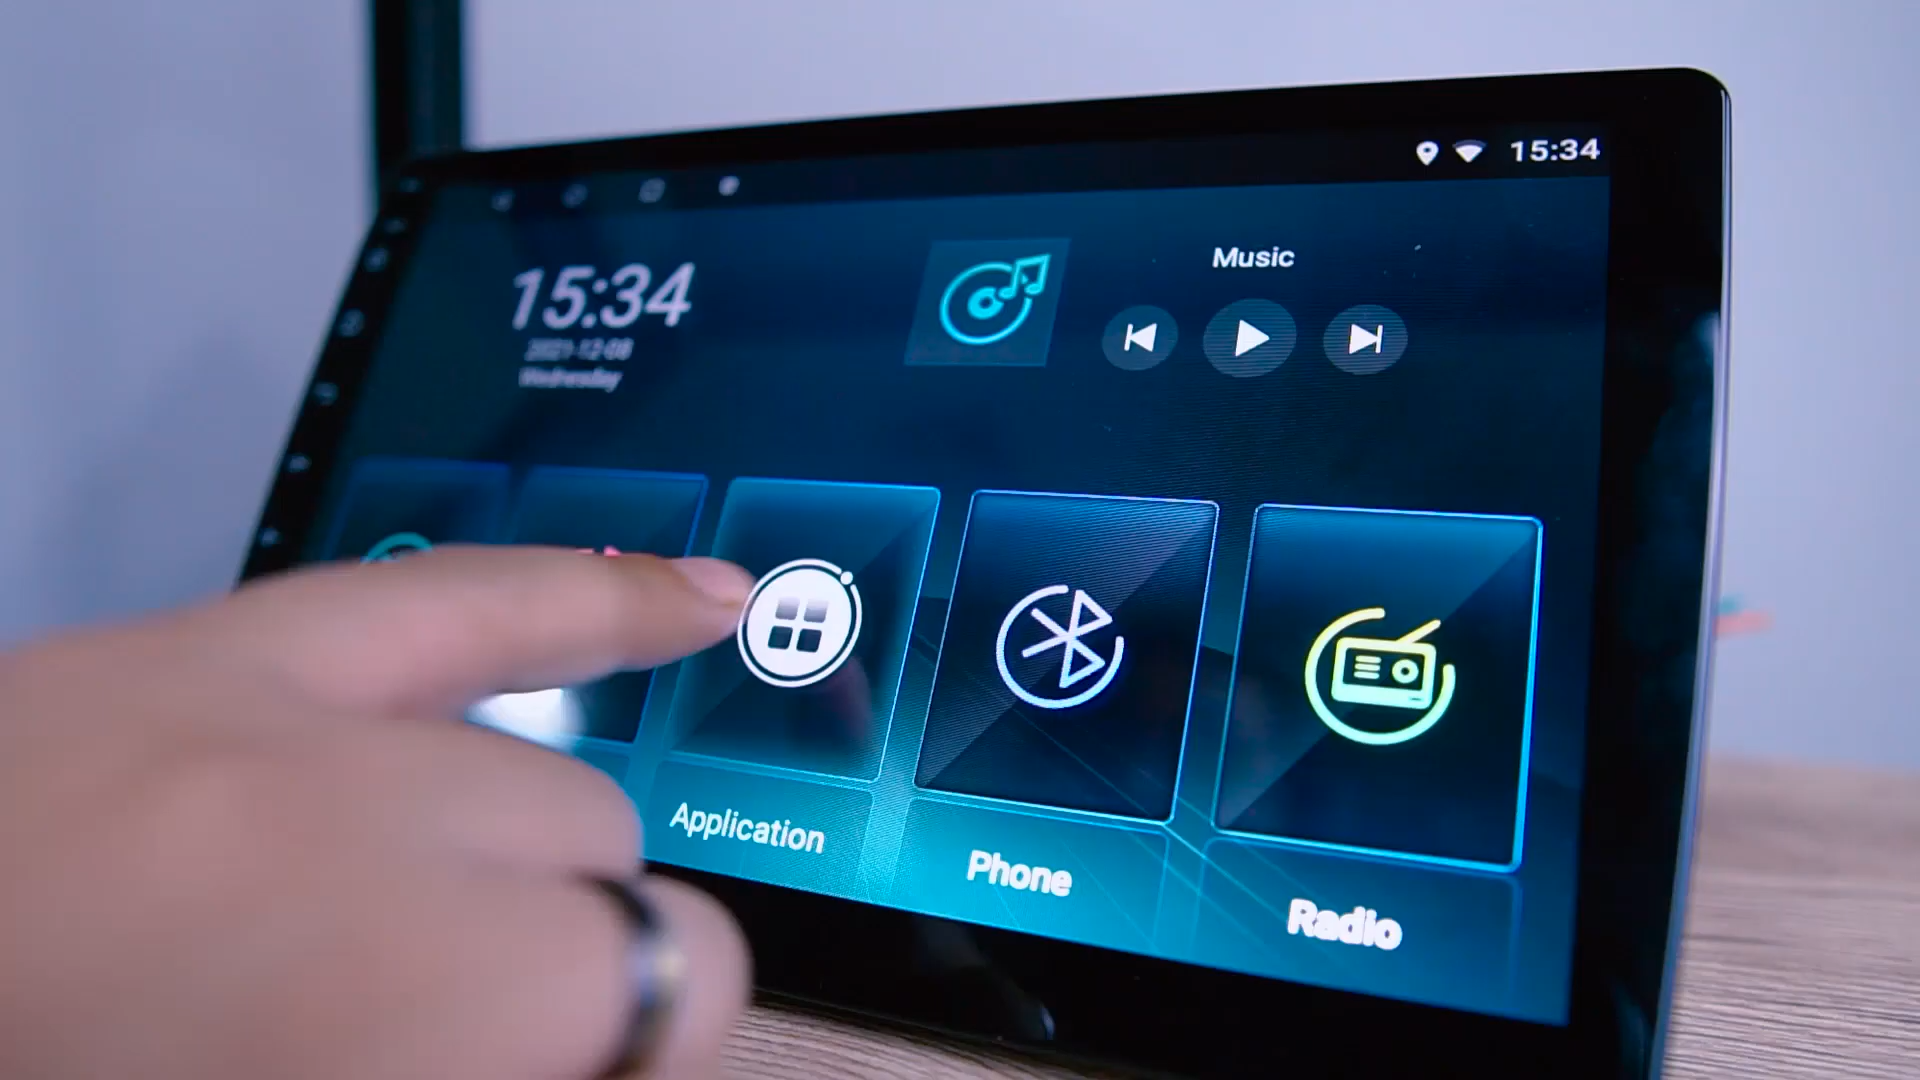 15:34
15:34
2021-12-08
Wednesday
Music
Application
Phone
Radio